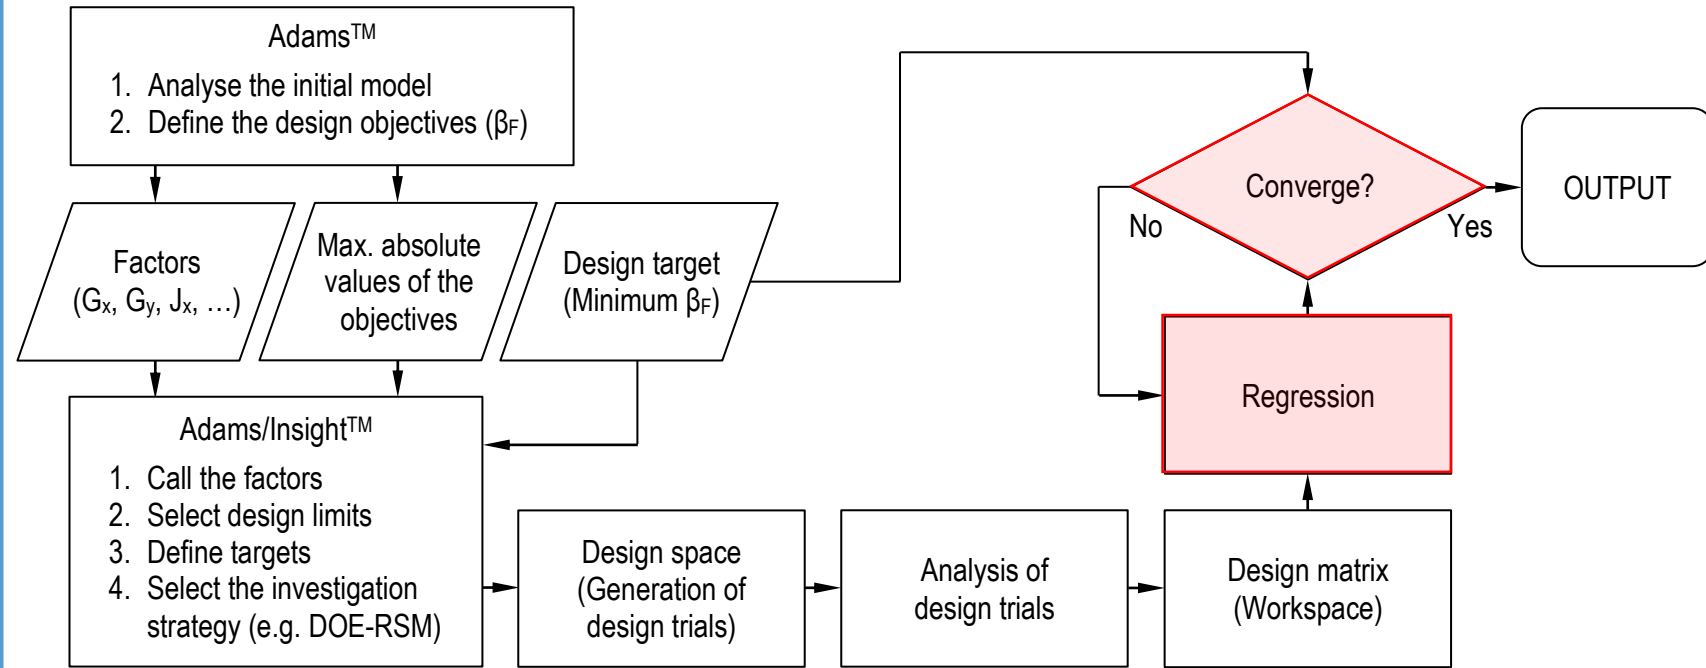 Adams™
1. Analyse the initial model
2. Define the design objectives (βF)
Factors
(Gx, Gy, Jx, …)
Max. absolute
values of the
objectives
Design target
(Minimum βF)
Converge?
No
Yes
OUTPUT
Regression
Adams/Insight™
1. Call the factors
2. Select design limits
3. Define targets
4. Select the investigation
strategy (e.g. DOE-RSM)
Design space
(Generation of
design trials)
Analysis of
design trials
Design matrix
(Workspace)